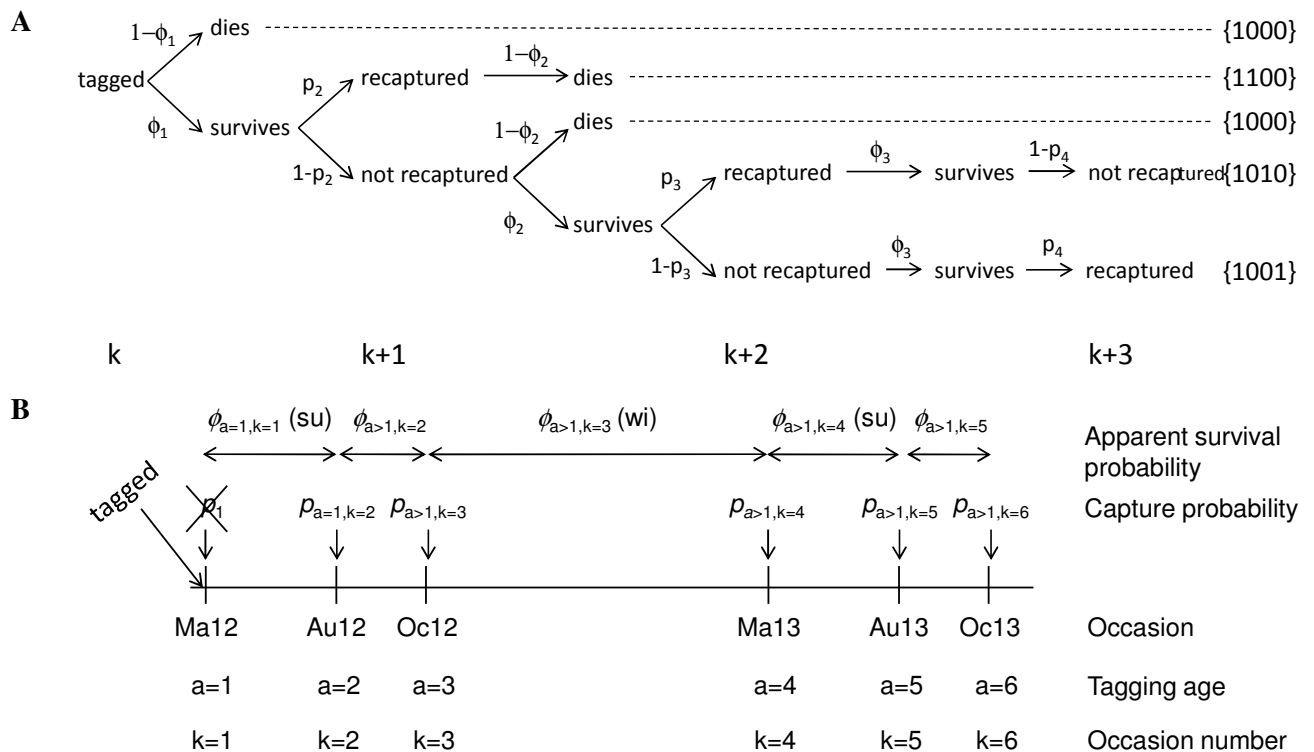 A
1−ϕ₁ dies {1000}
tagged p₂ recaptured 1−ϕ₂ dies {1100}
ϕ₁ survives 1−ϕ₂ dies {1000}
1-p₂ not recaptured p₃ recaptured ϕ₃ survives 1-p₄ not recaptured {1010}
ϕ₂ survives
1-p₃ not recaptured ϕ₃ survives p₄ recaptured {1001}
k k+1 k+2 k+3
B
ϕa=1,k=1 (su) ϕa>1,k=2 ϕa>1,k=3 (wi) ϕa>1,k=4 (su) ϕa>1,k=5 Apparent survival
probability
tagged p₁ pa=1,k=2 pa>1,k=3 pa>1,k=4 pa>1,k=5 pa>1,k=6 Capture probability
Ma12 Au12 Oc12 Ma13 Au13 Oc13 Occasion
a=1 a=2 a=3 a=4 a=5 a=6 Tagging age
k=1 k=2 k=3 k=4 k=5 k=6 Occasion number